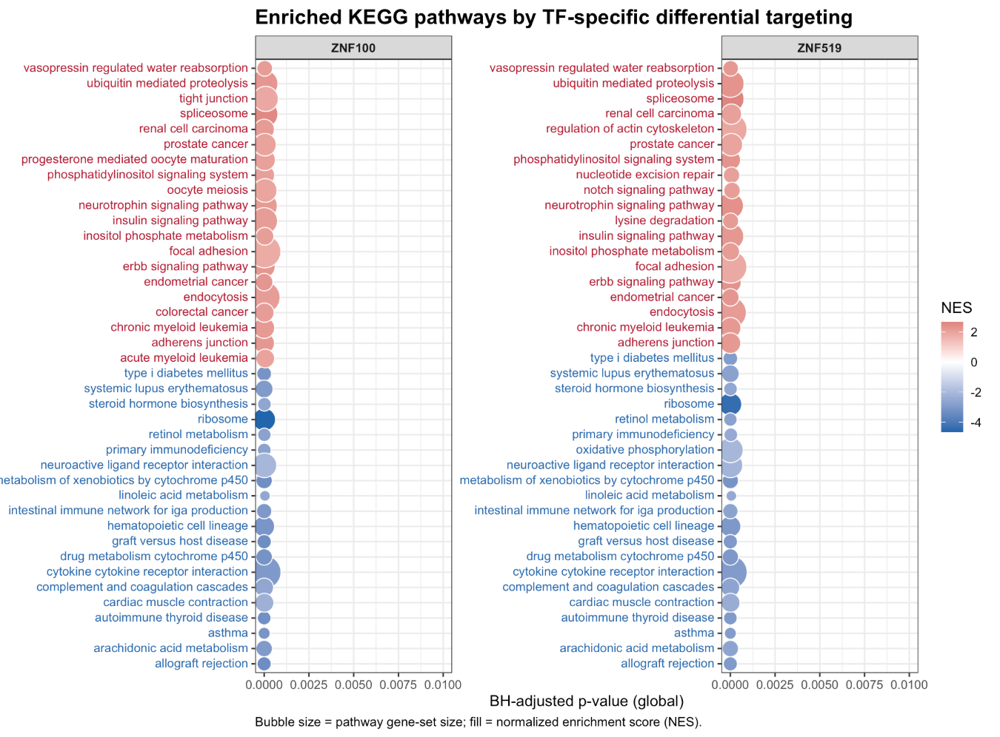 Enriched KEGG pathways by TF-specific differential targeting
ZNF100
vasopressin regulated water reabsorption
ubiquitin mediated proteolysis
tight junction
spliceosome
renal cell carcinoma
prostate cancer
progesterone mediated oocyte maturation
phosphatidylinositol signaling system
oocyte meiosis
neurotrophin signaling pathway
insulin signaling pathway
inositol phosphate metabolism
focal adhesion
erbb signaling pathway
endometrial cancer
endocytosis
colorectal cancer
chronic myeloid leukemia
adherens junction
acute myeloid leukemia
type i diabetes mellitus
systemic lupus erythematosus
steroid hormone biosynthesis
ribosome
retinol metabolism
primary immunodeficiency
neuroactive ligand receptor interaction
etabolism of xenobiotics by cytochrome p450
linoleic acid metabolism
intestinal immune network for iga production
hematopoietic cell lineage
graft versus host disease
drug metabolism cytochrome p450
cytokine cytokine receptor interaction
complement and coagulation cascades
cardiac muscle contraction
autoimmune thyroid disease
asthma
arachidonic acid metabolism
allograft rejection
0.0000 0.0025 0.0050 0.0075 0.0100
ZNF519
vasopressin regulated water reabsorption
ubiquitin mediated proteolysis
spliceosome
renal cell carcinoma
regulation of actin cytoskeleton
prostate cancer
phosphatidylinositol signaling system
nucleotide excision repair
notch signaling pathway
neurotrophin signaling pathway
lysine degradation
insulin signaling pathway
inositol phosphate metabolism
focal adhesion
erbb signaling pathway
endometrial cancer
endocytosis
chronic myeloid leukemia
adherens junction
type i diabetes mellitus
systemic lupus erythematosus
steroid hormone biosynthesis
ribosome
retinol metabolism
primary immunodeficiency
oxidative phosphorylation
neuroactive ligand receptor interaction
metabolism of xenobiotics by cytochrome p450
linoleic acid metabolism
intestinal immune network for iga production
hematopoietic cell lineage
graft versus host disease
drug metabolism cytochrome p450
cytokine cytokine receptor interaction
complement and coagulation cascades
cardiac muscle contraction
autoimmune thyroid disease
asthma
arachidonic acid metabolism
allograft rejection
0.0000 0.0025 0.0050 0.0075 0.0100
BH-adjusted p-value (global)
Bubble size = pathway gene-set size; fill = normalized enrichment score (NES).
NES
2
0
-2
-4